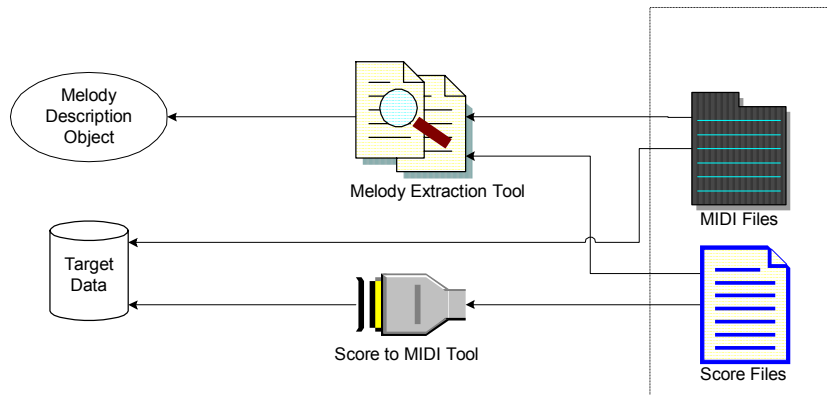 Melody
Description
Object
Melody Extraction Tool
MIDI Files
Target
Data
Score to MIDI Tool
Score Files